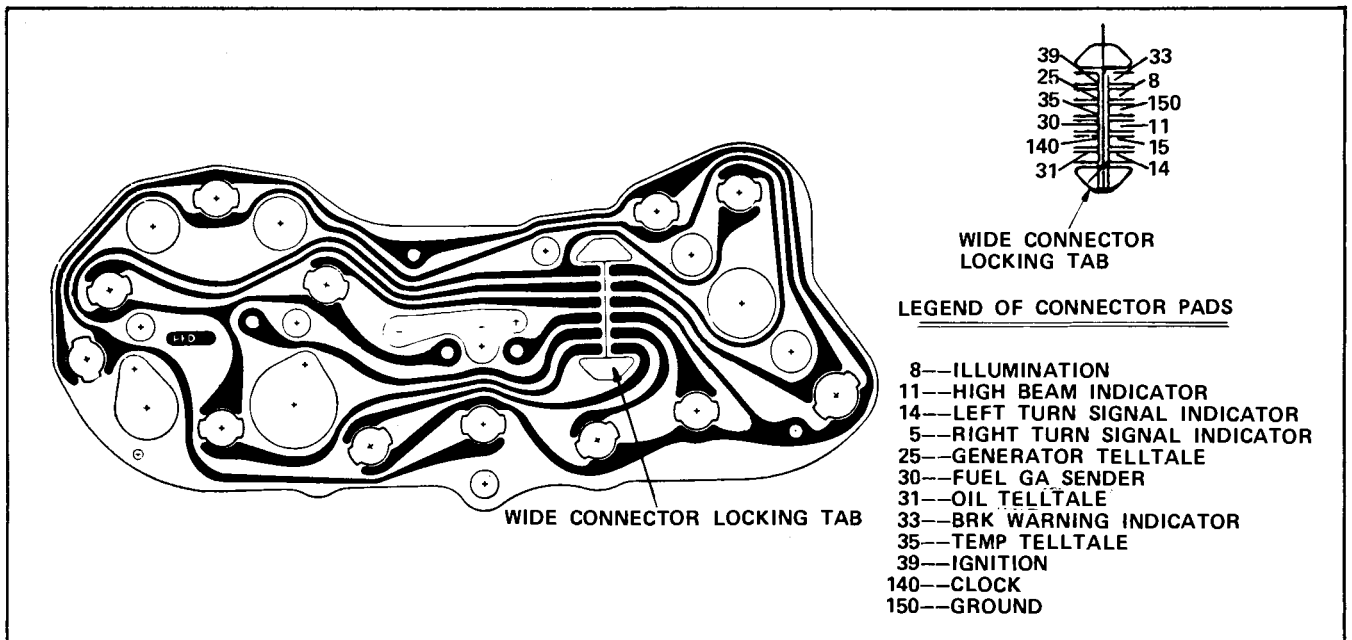 39 33
25 8
35 150
30 11
140 15
31 14
WIDE CONNECTOR
LOCKING TAB
LEGEND OF CONNECTOR PADS
8--ILLUMINATION
11--HIGH BEAM INDICATOR
14--LEFT TURN SIGNAL INDICATOR
5--RIGHT TURN SIGNAL INDICATOR
25--GENERATOR TELLTALE
30--FUEL GA SENDER
31--OIL TELLTALE
33--BRK WARNING INDICATOR
35--TEMP TELLTALE
39--IGNITION
140--CLOCK
150--GROUND
WIDE CONNECTOR LOCKING TAB